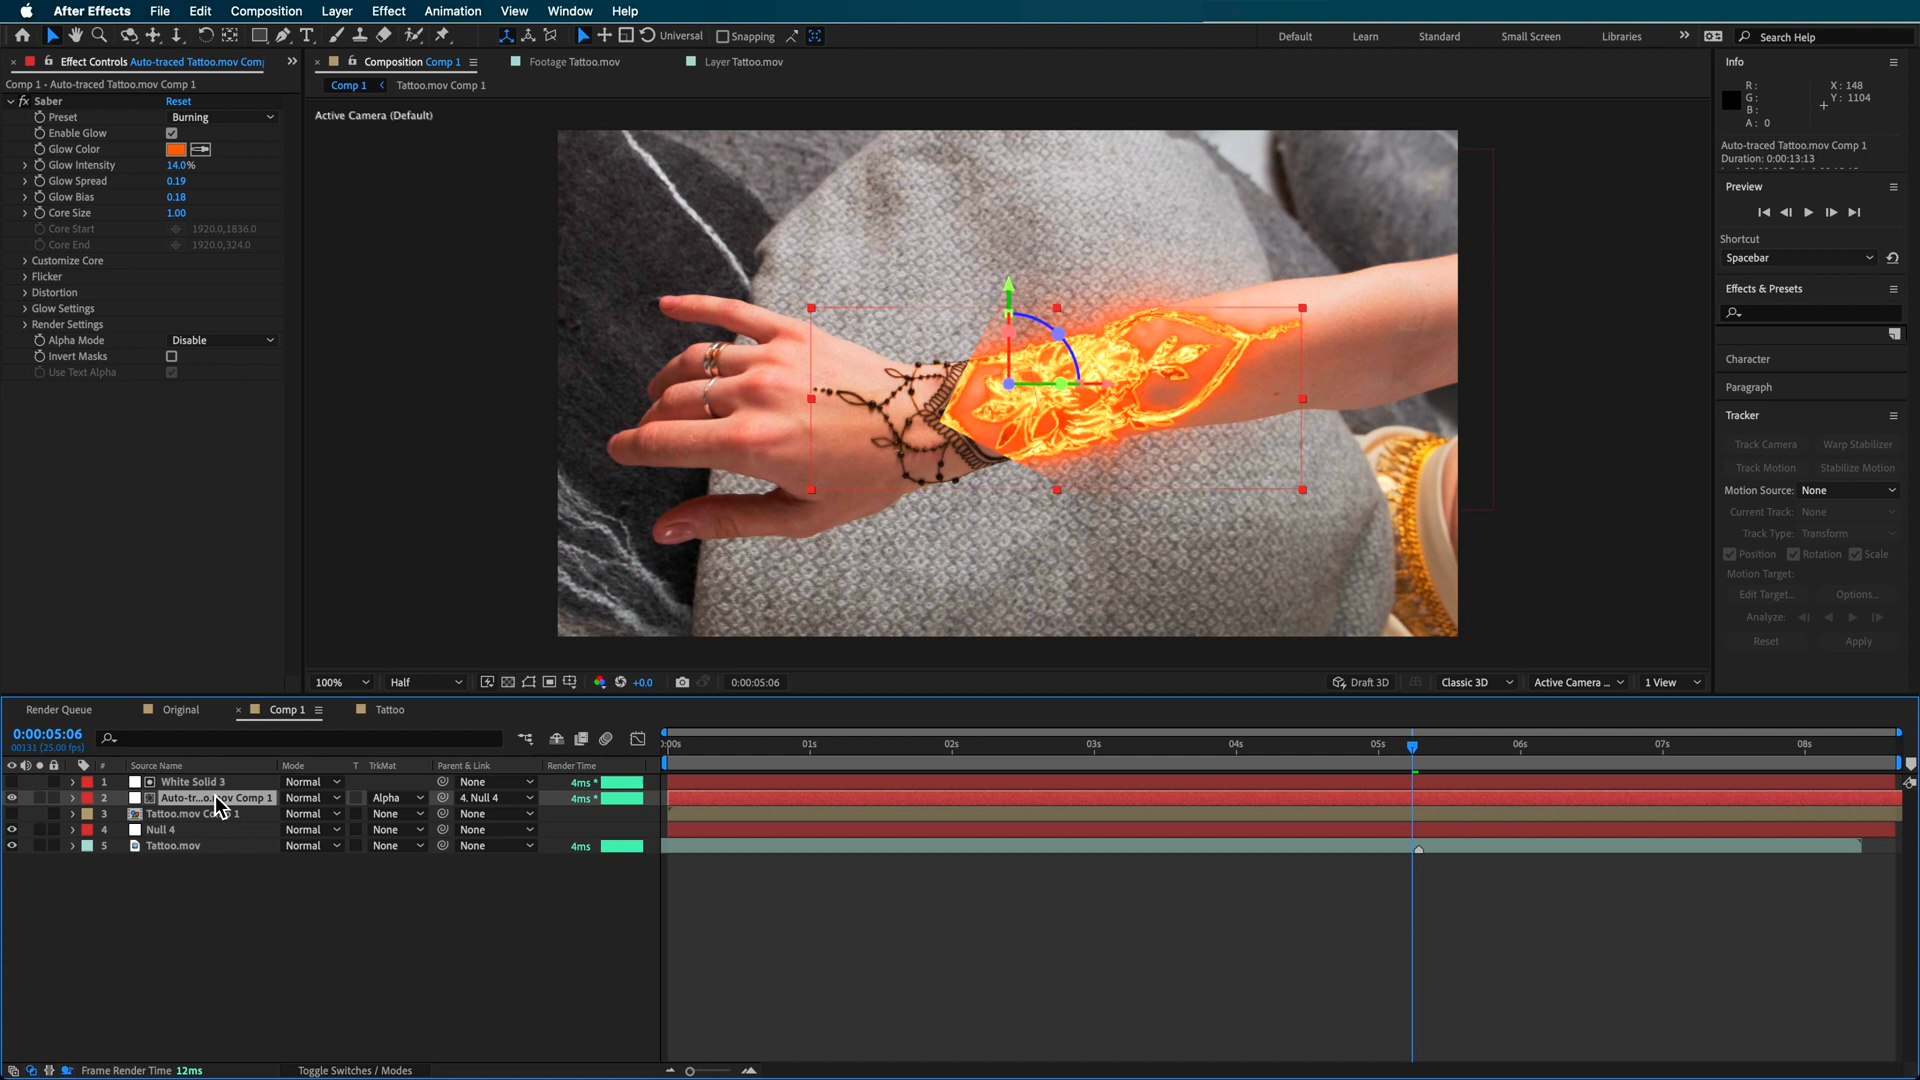 After Effects File Edit Composition Layer Effect Animation View Window Help
Universal Snapping Default Learn Standard Small Screen Libraries Search Help
Effect Controls Auto-traced Tattoo.mov Com
Comp 1 • Auto-traced Tattoo.mov Comp 1
fx Saber Reset
Preset Burning
Enable Glow
Glow Color
Glow Intensity 14.0%
Glow Spread 0.19
Glow Bias 0.18
Core Size 1.00
Core Start 1920.0,1836.0
Core End 1920.0,324.0
Customize Core
Flicker
Distortion
Glow Settings
Render Settings
Alpha Mode Disable
Invert Masks
Use Text Alpha
Composition Comp 1 Footage Tattoo.mov Layer Tattoo.mov
Comp 1 Tattoo.mov Comp 1
Active Camera (Default)
100% Half +0.0 0:00:05:06 Draft 3D Classic 3D Active Camera ... 1 View
Info
R: X: 148
G: Y: 1104
B:
A: 0
Auto-traced Tattoo.mov Comp 1
Duration: 0:00:13:13
Preview
Shortcut
Spacebar
Effects & Presets
Character
Paragraph
Tracker
Track Camera Warp Stabilizer
Track Motion Stabilize Motion
Motion Source: None
Current Track: None
Track Type: Transform
Position Rotation Scale
Motion Target:
Edit Target... Options...
Analyze:
Reset Apply
Render Queue Original Comp 1 Tattoo
0:00:05:06
00131 (25.00 fps)
:00s 01s 02s 03s 04s 05s 06s 07s 08s
# Source Name Mode T TrkMat Parent & Link Render Time
1 White Solid 3 Normal None 4ms *
2 Auto-tr...o.mov Comp 1 Normal Alpha 4. Null 4 4ms *
3 Tattoo.mov Comp 1 Normal None None
4 Null 4 Normal None None
5 Tattoo.mov Normal None None 4ms
Frame Render Time 12ms Toggle Switches / Modes